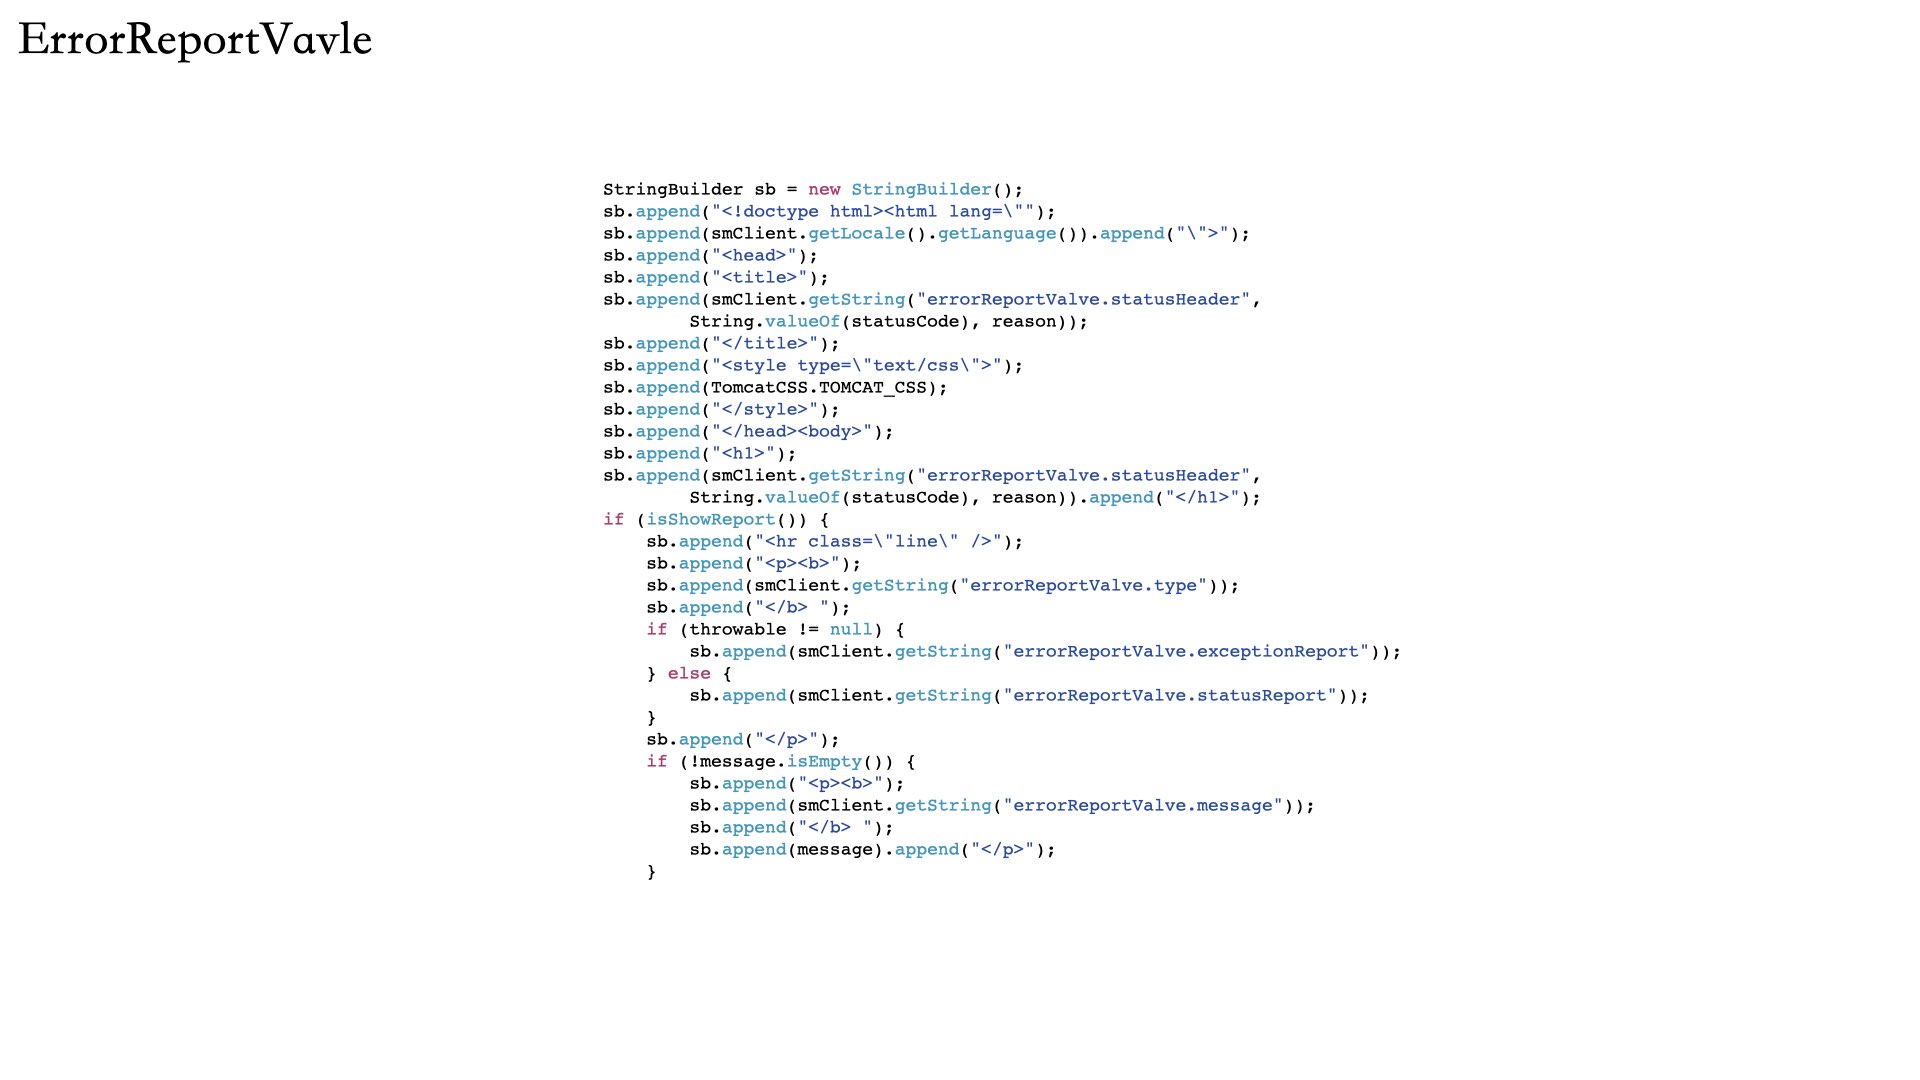 ErrorReportVavle
StringBuilder sb = new StringBuilder();
sb.append("<!doctype html><html lang=\"");
sb.append(smClient.getLocale().getLanguage()).append("\">");
sb.append("<head>");
sb.append("<title>");
sb.append(smClient.getString("errorReportValve.statusHeader",
        String.valueOf(statusCode), reason));
sb.append("</title>");
sb.append("<style type=\"text/css\">");
sb.append(TomcatCSS.TOMCAT_CSS);
sb.append("</style>");
sb.append("</head><body>");
sb.append("<h1>");
sb.append(smClient.getString("errorReportValve.statusHeader",
        String.valueOf(statusCode), reason)).append("</h1>");
if (isShowReport()) {
    sb.append("<hr class=\"line\" />");
    sb.append("<p><b>");
    sb.append(smClient.getString("errorReportValve.type"));
    sb.append("</b> ");
    if (throwable != null) {
        sb.append(smClient.getString("errorReportValve.exceptionReport"));
    } else {
        sb.append(smClient.getString("errorReportValve.statusReport"));
    }
    sb.append("</p>");
    if (!message.isEmpty()) {
        sb.append("<p><b>");
        sb.append(smClient.getString("errorReportValve.message"));
        sb.append("</b> ");
        sb.append(message).append("</p>");
    }